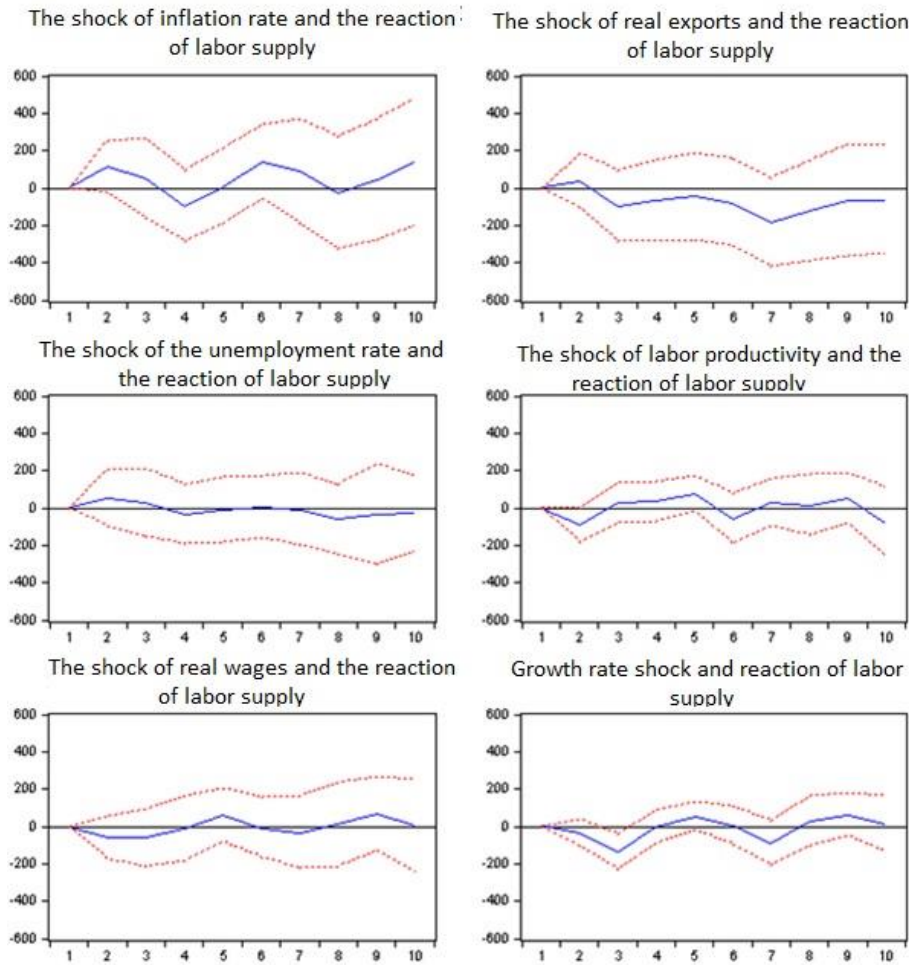 The shock of inflation rate and the reaction
of labor supply
600
400
200
0
-200
-400
-600
1 2 3 4 5 6 7 8 9 10
The shock of real exports and the reaction
of labor supply
600
400
200
0
-200
-400
-600
1 2 3 4 5 6 7 8 9 10
The shock of the unemployment rate and
the reaction of labor supply
600
400
200
0
-200
-400
-600
1 2 3 4 5 6 7 8 9 10
The shock of labor productivity and the
reaction of labor supply
600
400
200
0
-200
-400
-600
1 2 3 4 5 6 7 8 9 10
The shock of real wages and the reaction
of labor supply
600
400
200
0
-200
-400
-600
1 2 3 4 5 6 7 8 9 10
Growth rate shock and reaction of labor
supply
600
400
200
0
-200
-400
-600
1 2 3 4 5 6 7 8 9 10